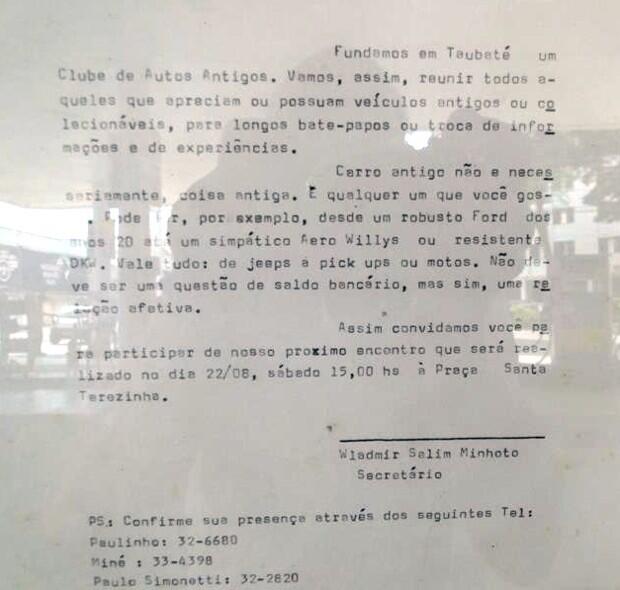 Fundamos em Taubaté um
Clube de Autos Antigos. Vamos, assim, reunir todos a-
queles que apreciam ou possuam veículos antigos ou co
lecionáveis, para longos bate-papos ou troca de infor
mações e de experiências.
Carro antigo não e neces
sariamente, coisa antiga. E qualquer um que você gos-
. Pode ter, por exemplo, desde um robusto Ford dos
anos 20 até um simpático Aero Willys ou resistente
DKW. Vale tudo: de jeeps a pick ups ou motos. Não de-
ve ser uma questão de saldo bancário, mas sim, uma re
lação afetiva.
Assim convidamos você pa
ra participar de nosso proximo encontro que será rea-
lizado no dia 22/08, sábado 15,00 hs à Praça Santa
Terezinha.
Wladmir Salim Minhoto
Secretário
PS.: Confirme sua presença através dos seguintes Tel:
Paulinho: 32-6680
Miné : 33-4398
Paulo Simonetti: 32-2820